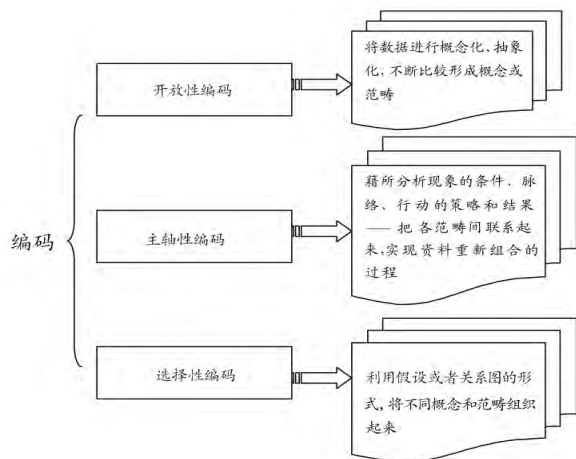 编码
开放性编码
将数据进行概念化、抽象
化,不断比较形成概念或
范畴
主轴性编码
藉所分析现象的条件、脉
络、行动的策略和结果
——把各范畴间联系起
来,实现资料重新组合的
过程
选择性编码
利用假设或者关系图的形
式,将不同概念和范畴组织
起来